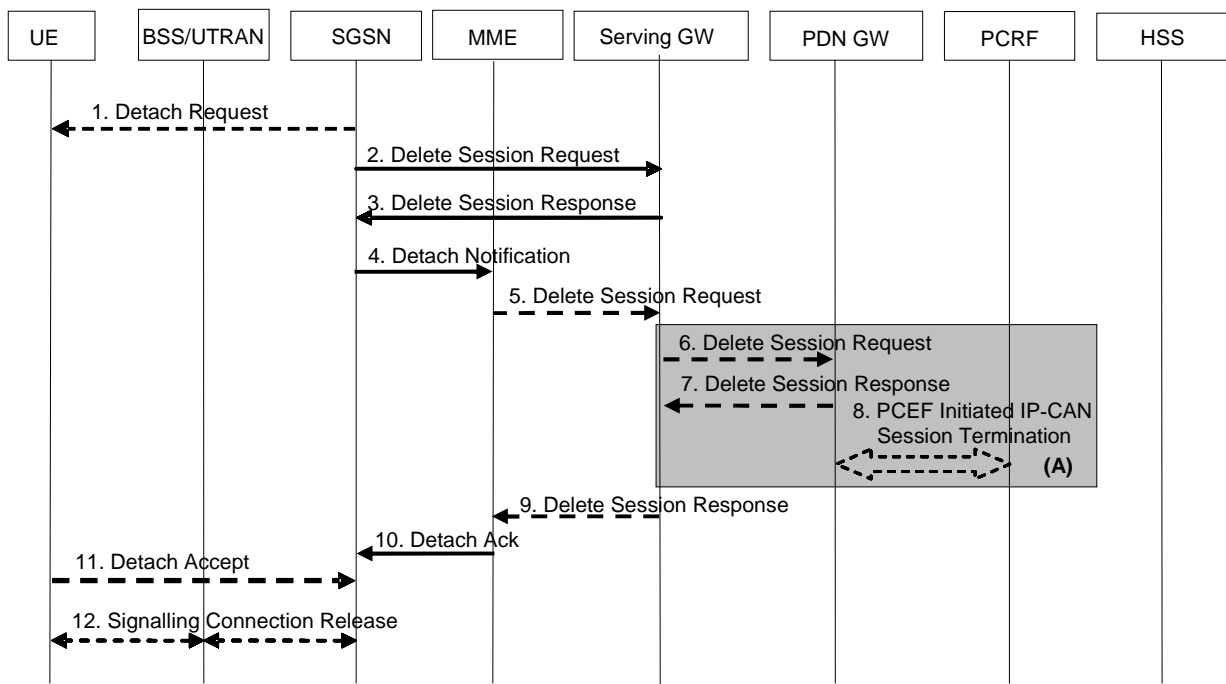 UE
BSS/UTRAN
SGSN
MME
Serving GW
PDN GW
PCRF
HSS
1. Detach Request
2. Delete Session Request
3. Delete Session Response
4. Detach Notification
5. Delete Session Request
6. Delete Session Request
7. Delete Session Response
8. PCEF Initiated IP-CAN
Session Termination
(A)
9. Delete Session Response
10. Detach Ack
11. Detach Accept
12. Signalling Connection Release